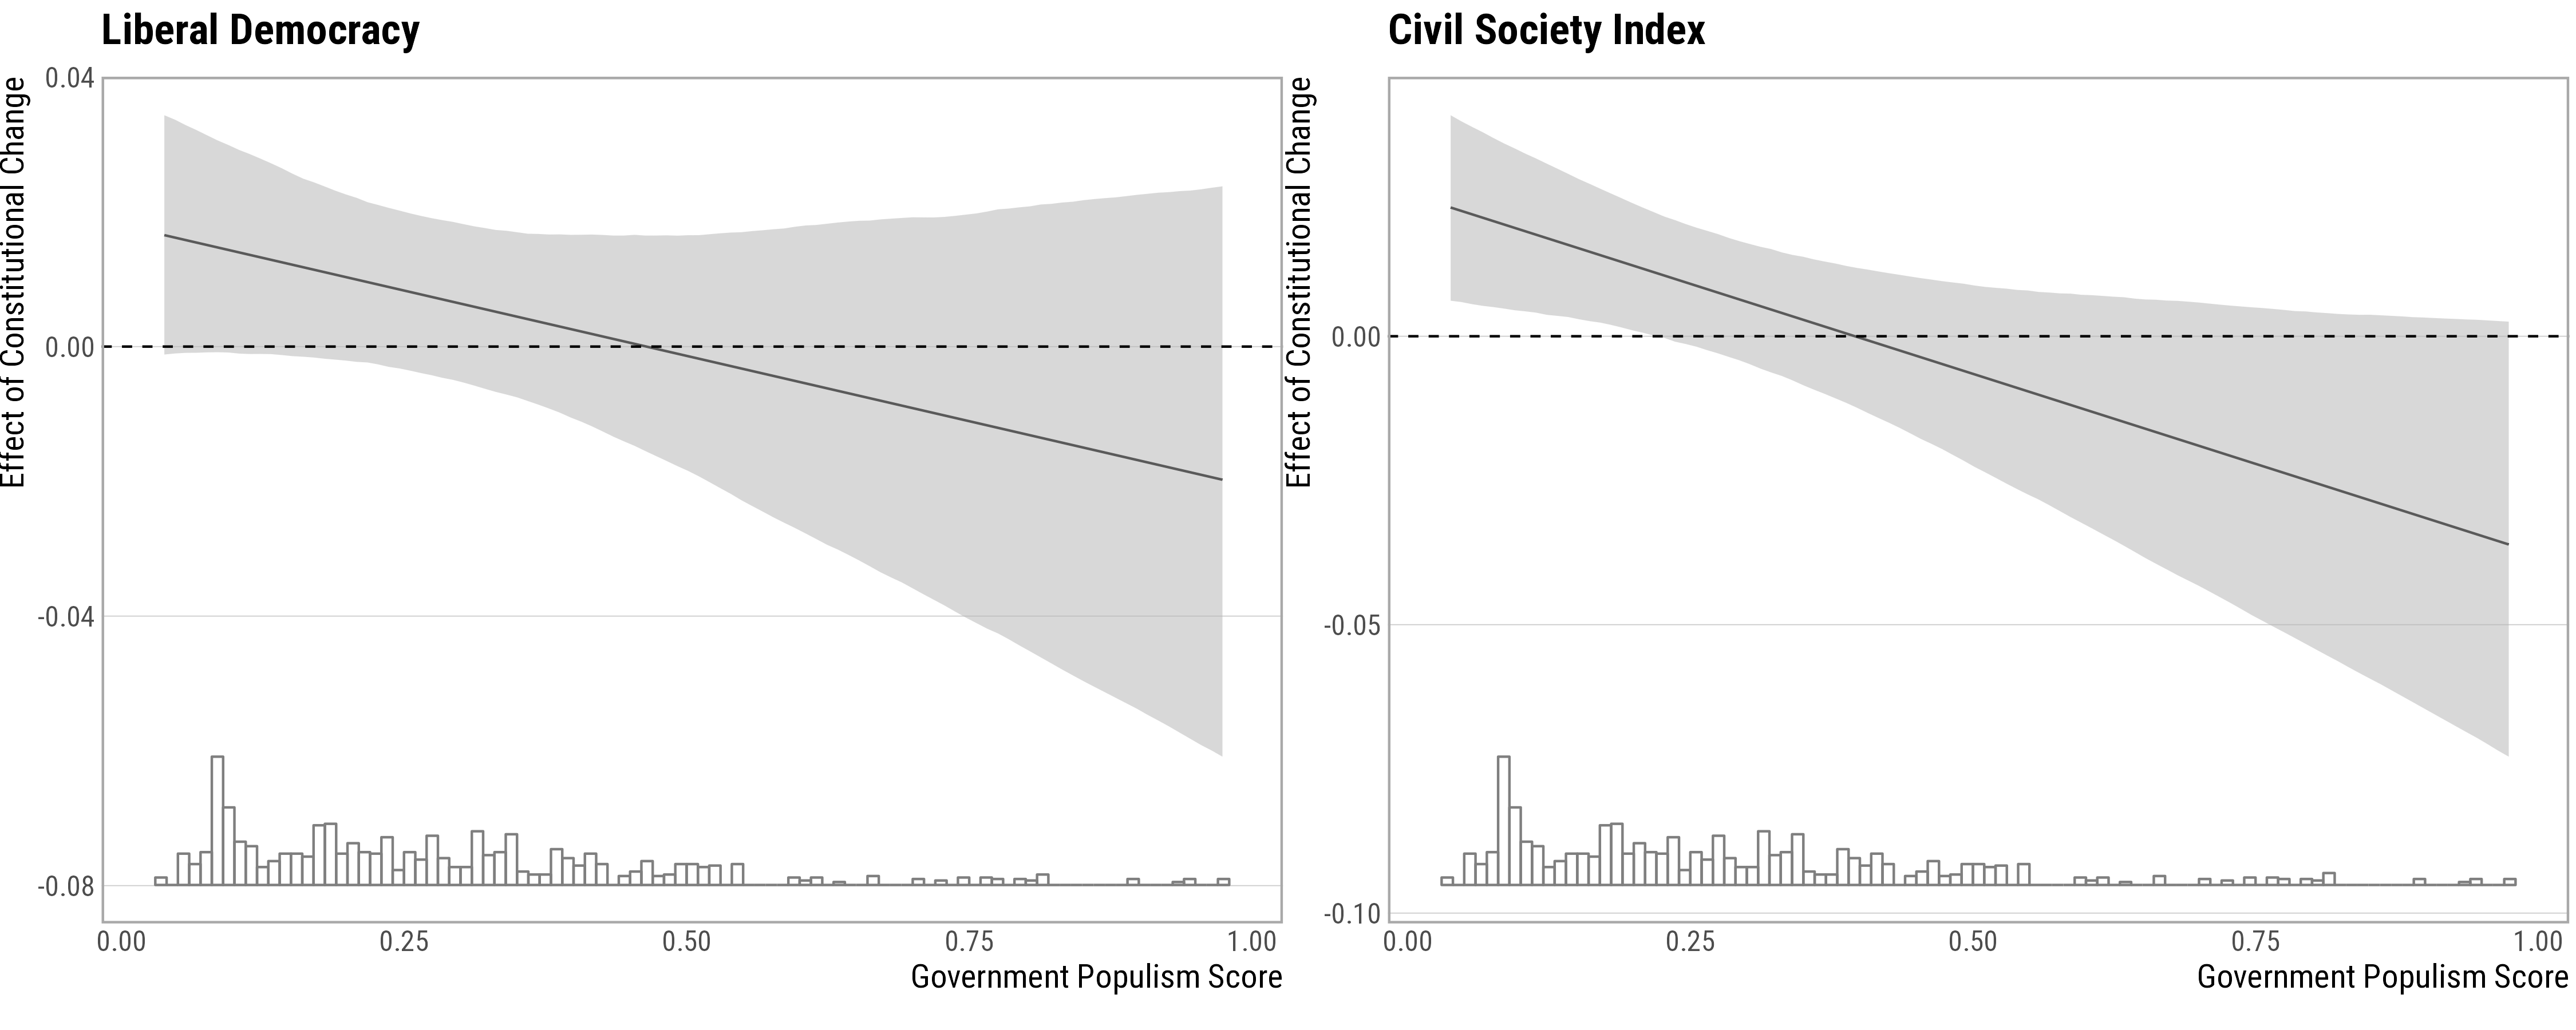 Liberal Democracy
Effect of Constitutional Change
0.04
0.00
-0.04
-0.08
0.00 0.25 0.50 0.75 1.00
Government Populism Score
Civil Society Index
Effect of Constitutional Change
0.00
-0.05
-0.10
0.00 0.25 0.50 0.75 1.00
Government Populism Score